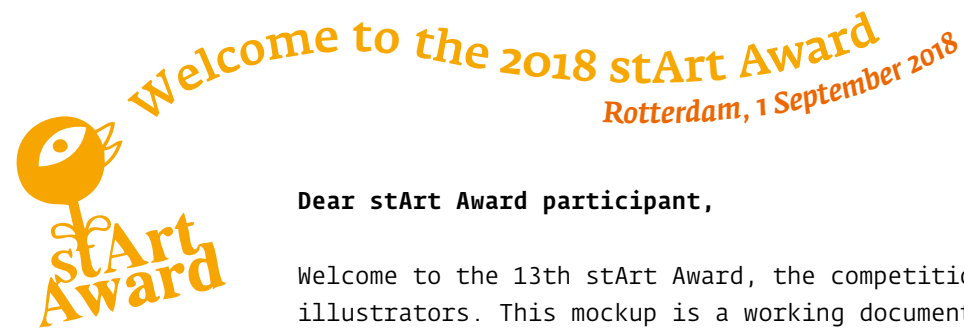 Welcome to the 2018 stArt Award
Rotterdam, 1 September 2018
stArt
Award
Dear stArt Award participant,
Welcome to the 13th stArt Award, the
illustrators. This mockup is a working document